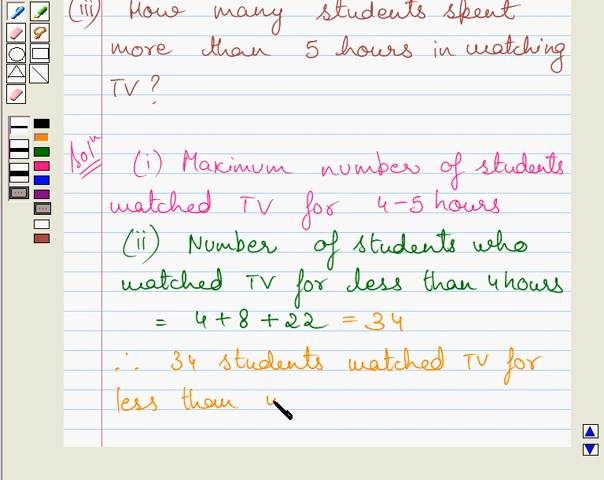 (iii) How many students spent
more than 5 hours in watching
TV?
Solⁿ (i) Maximum number of students
watched TV for 4-5 hours
(ii) Number of students who
watched TV for less than 4 hours
= 4 + 8 + 22 = 34
∴ 34 students watched TV for
less than